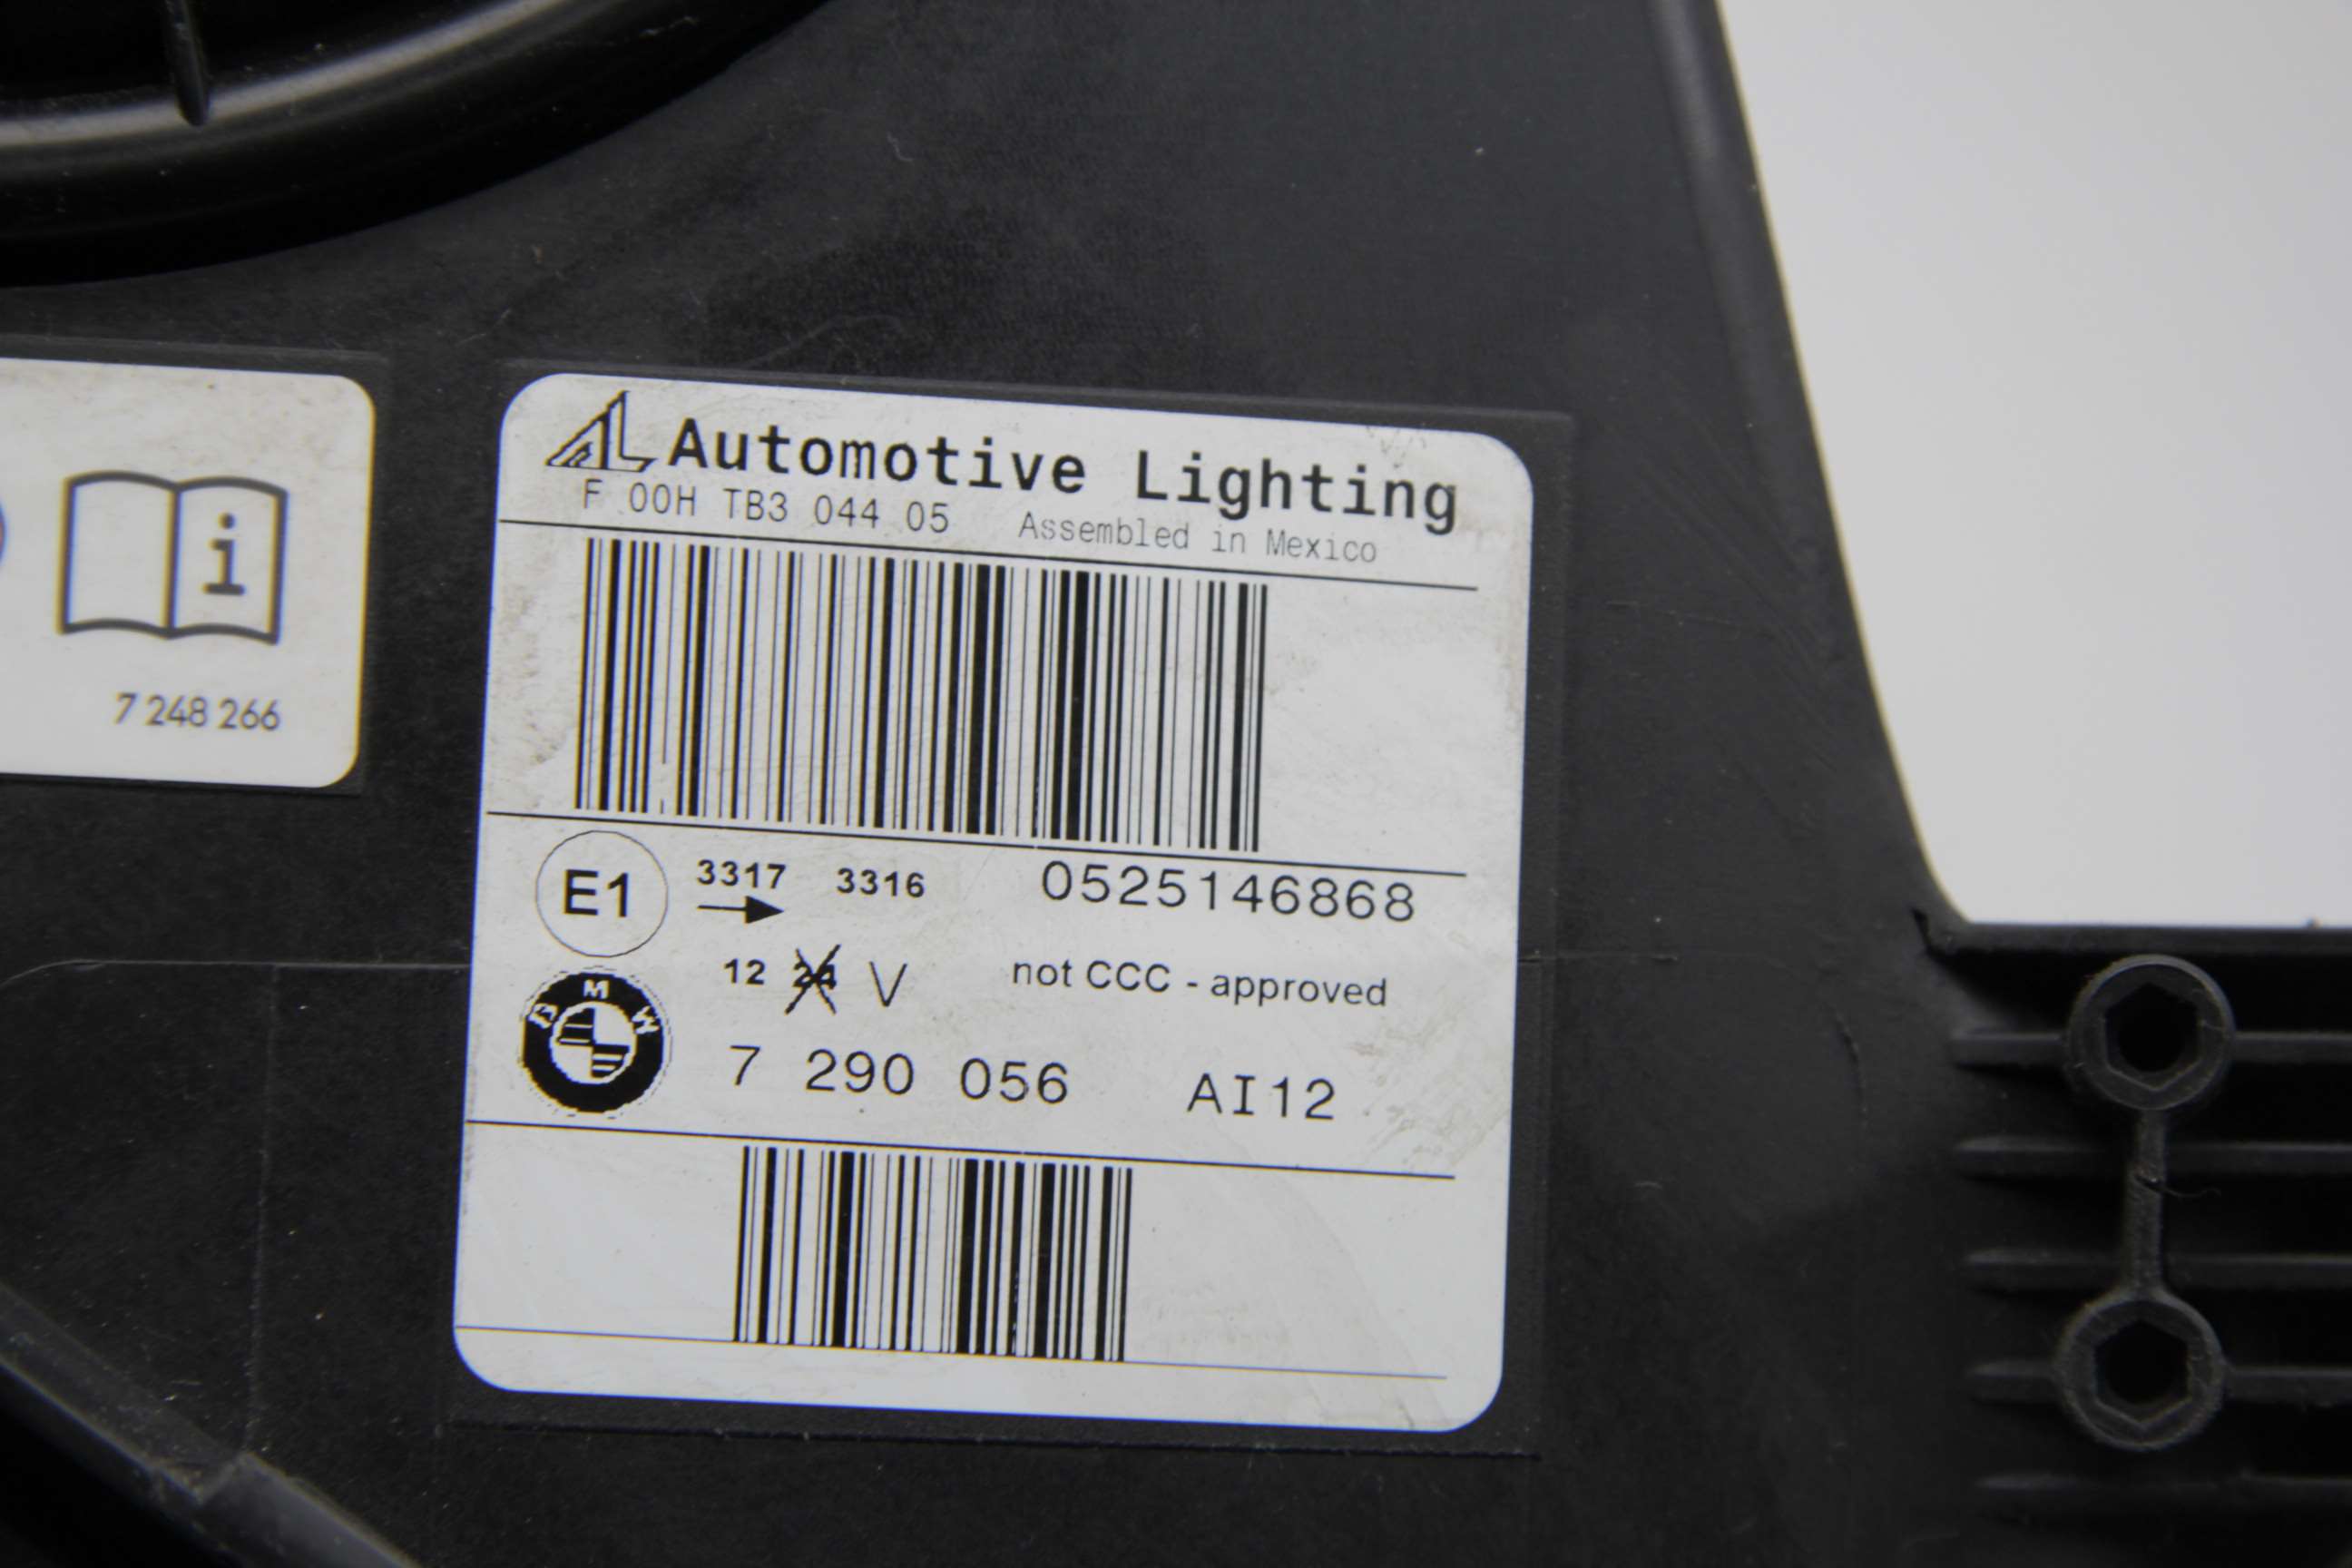 AL Automotive Lighting
F 00H TB3 044 05 Assembled in Mexico
i
7 248 266
E1 3317 3316 0525146868
12 24 V not CCC - approved
BMW 7 290 056 AI12